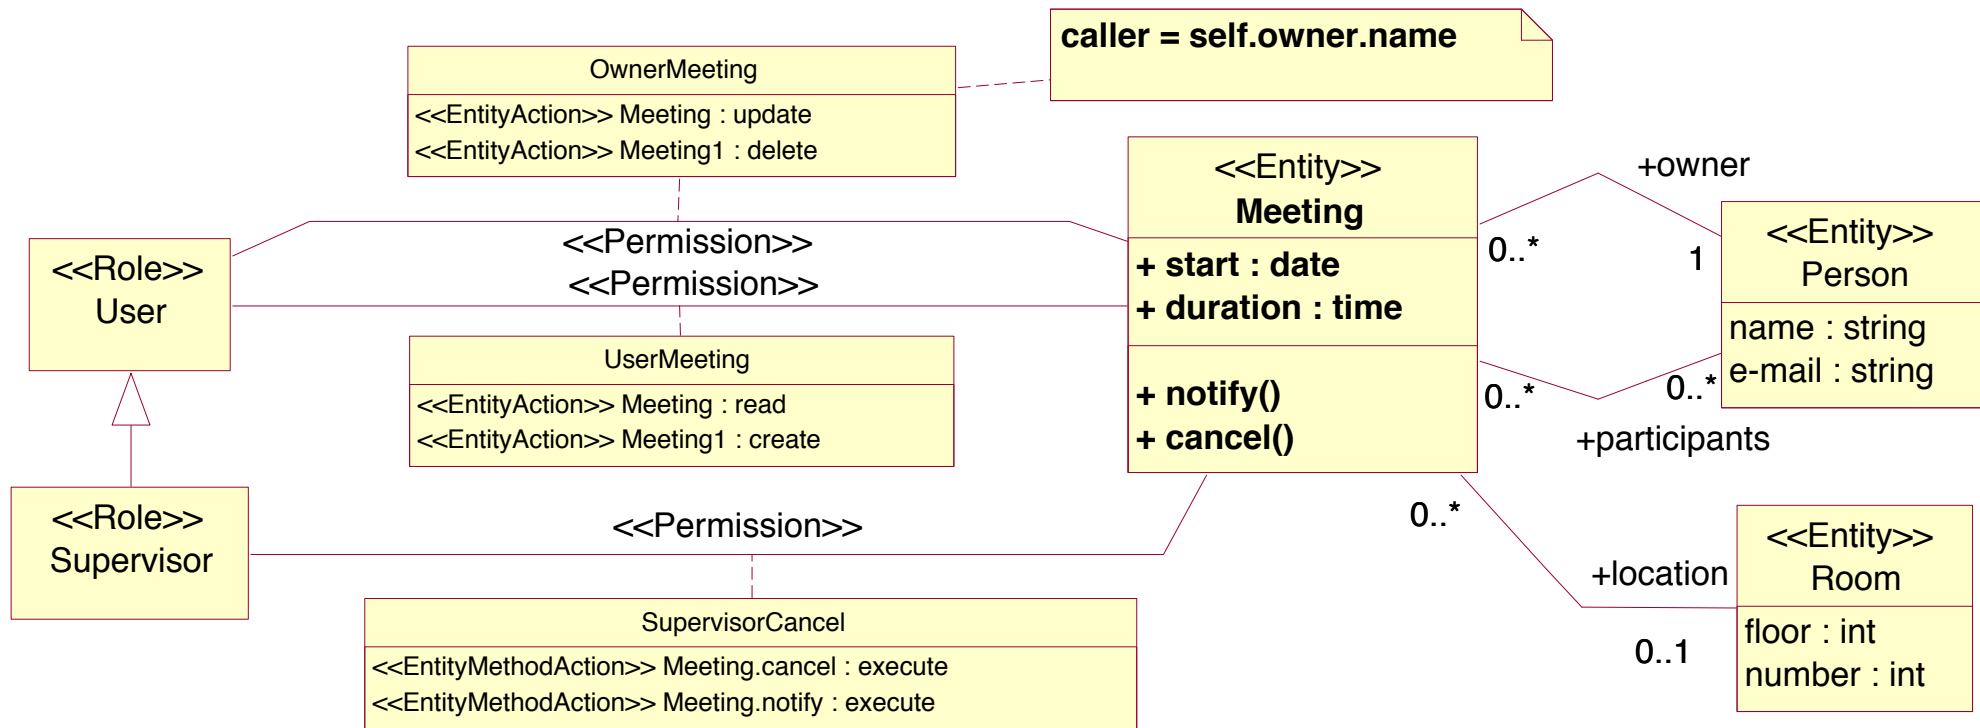 caller = self.owner.name
OwnerMeeting
<<EntityAction>> Meeting : update
<<EntityAction>> Meeting1 : delete
<<Permission>>
<<Permission>>
<<Role>>
User
UserMeeting
<<EntityAction>> Meeting : read
<<EntityAction>> Meeting1 : create
<<Role>>
Supervisor
<<Permission>>
SupervisorCancel
<<EntityMethodAction>> Meeting.cancel : execute
<<EntityMethodAction>> Meeting.notify : execute
<<Entity>>
Meeting
+ start : date
+ duration : time
+ notify()
+ cancel()
+owner
0..*
1
<<Entity>>
Person
name : string
e-mail : string
0..*
0..*
+participants
0..*
+location
0..1
<<Entity>>
Room
floor : int
number : int